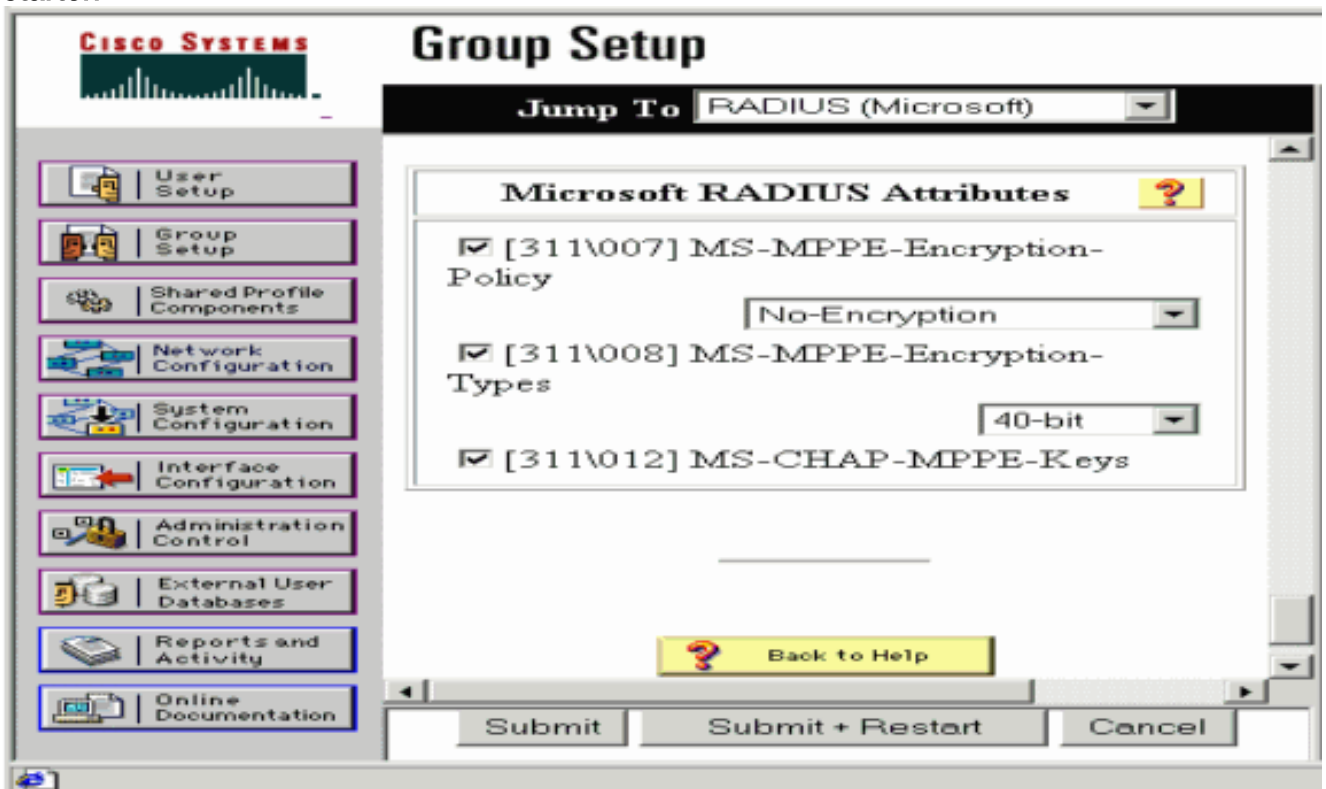 CISCO SYSTEMS
Group Setup
Jump To RADIUS (Microsoft)
User
Setup
Group
Setup
Shared Profile
Components
Network
Configuration
System
Configuration
Interface
Configuration
Administration
Control
External User
Databases
Reports and
Activity
Online
Documentation
Microsoft RADIUS Attributes
[311\007] MS-MPPE-Encryption-
Policy
No-Encryption
[311\008] MS-MPPE-Encryption-
Types
40-bit
[311\012] MS-CHAP-MPPE-Keys
Back to Help
Submit
Submit + Restart
Cancel